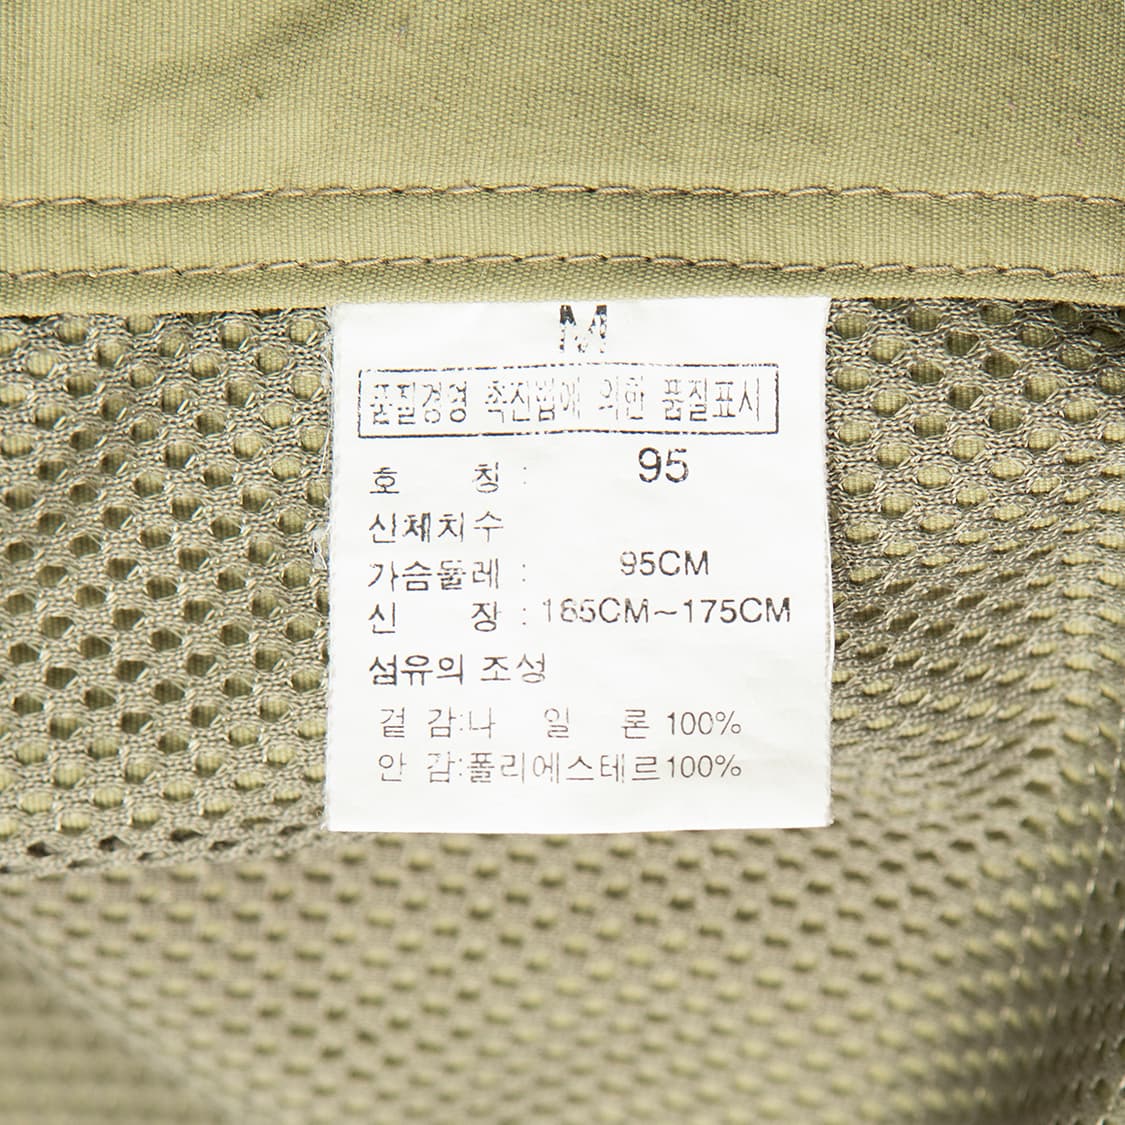 M
품질경영 촉진법에 의한 품질표시
호 칭 : 95
신체치수
가슴둘레 : 95CM
신 장 : 165CM~175CM
섬유의 조성
겉 감:나 일 론 100%
안 감:폴리에스테르100%